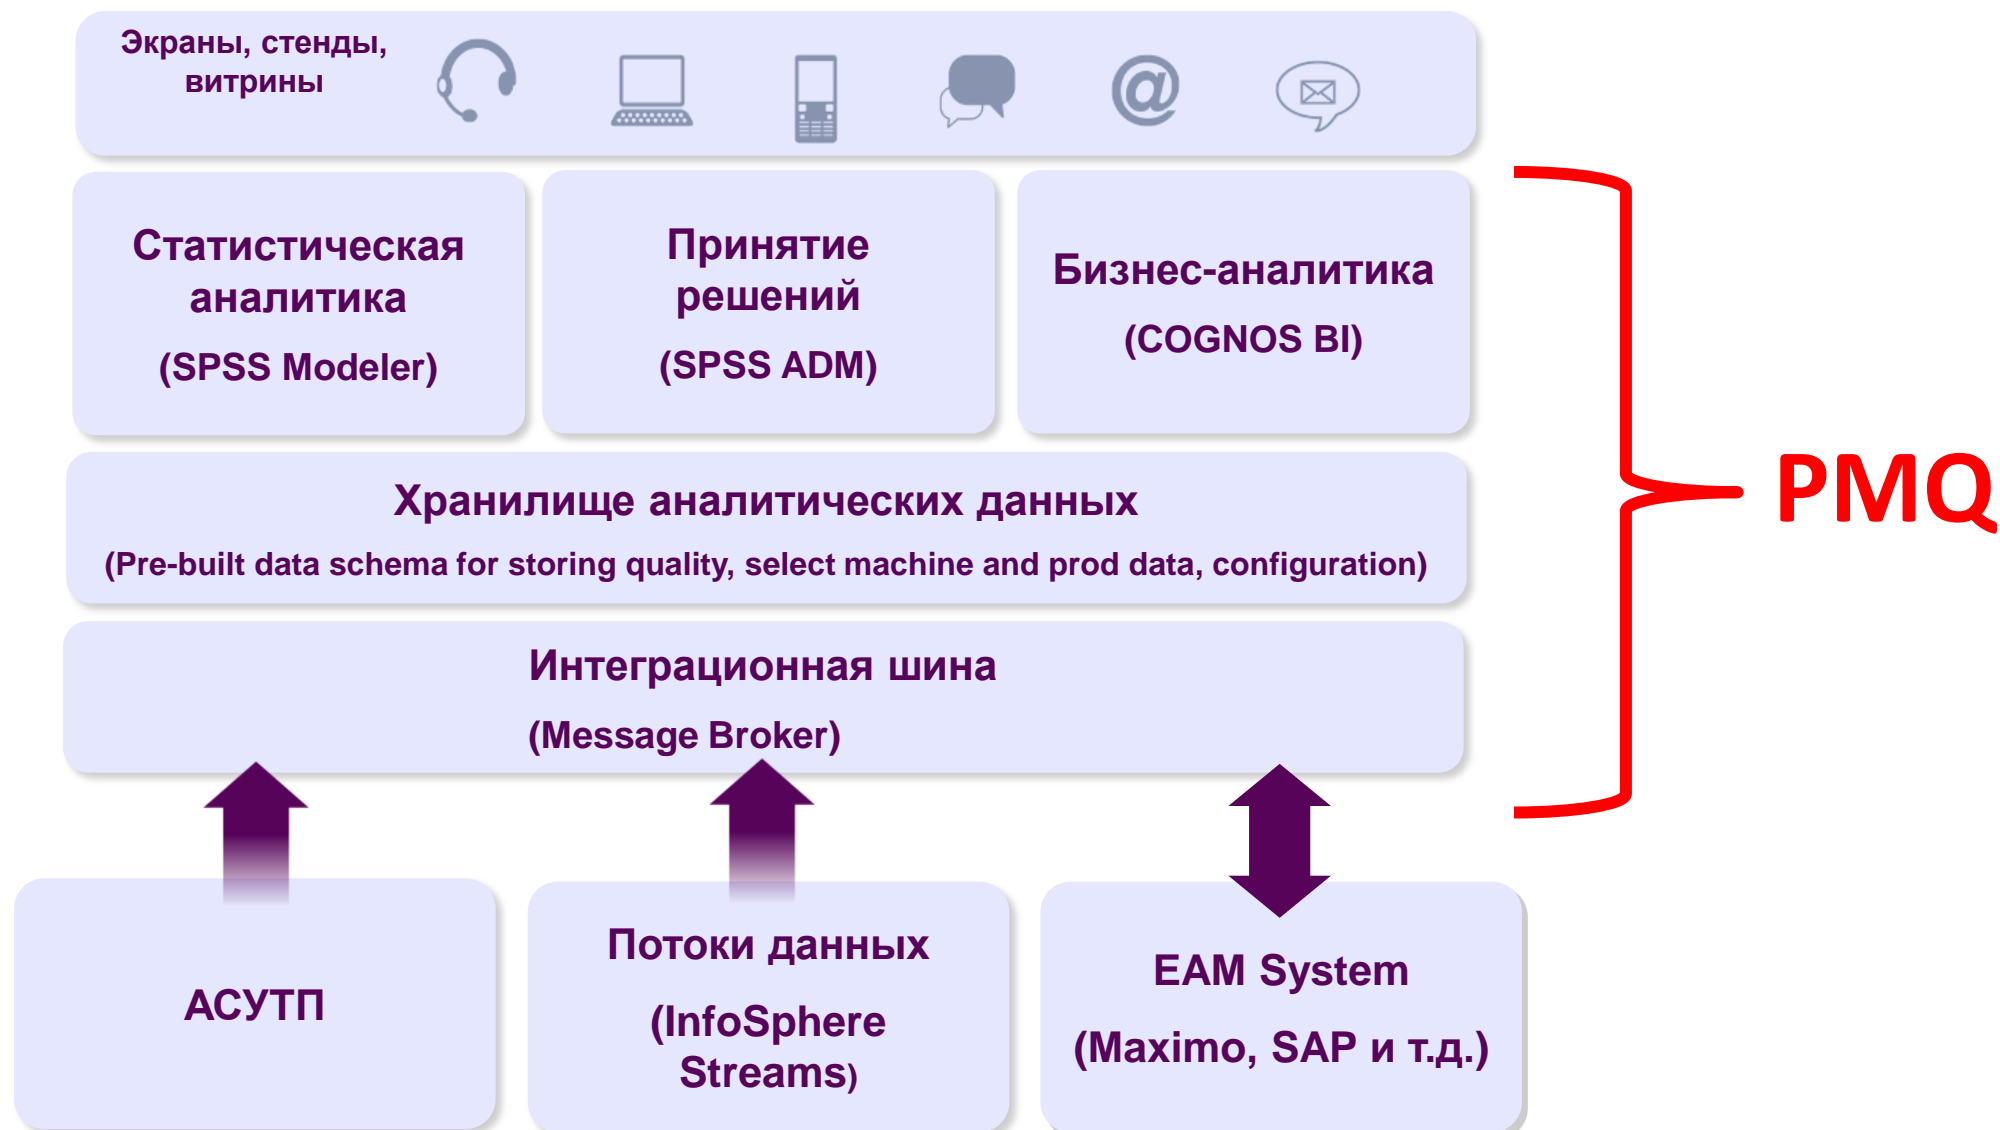 Экраны, стенды,
витрины
@
Статистическая
аналитика
(SPSS Modeler)
Принятие
решений
(SPSS ADM)
Бизнес-аналитика
(COGNOS BI)
Хранилище аналитических данных
(Pre-built data schema for storing quality, select machine and prod data, configuration)
Интеграционная шина
(Message Broker)
PMQ
АСУТП
Потоки данных
(InfoSphere
Streams)
EAM System
(Maximo, SAP и т.д.)